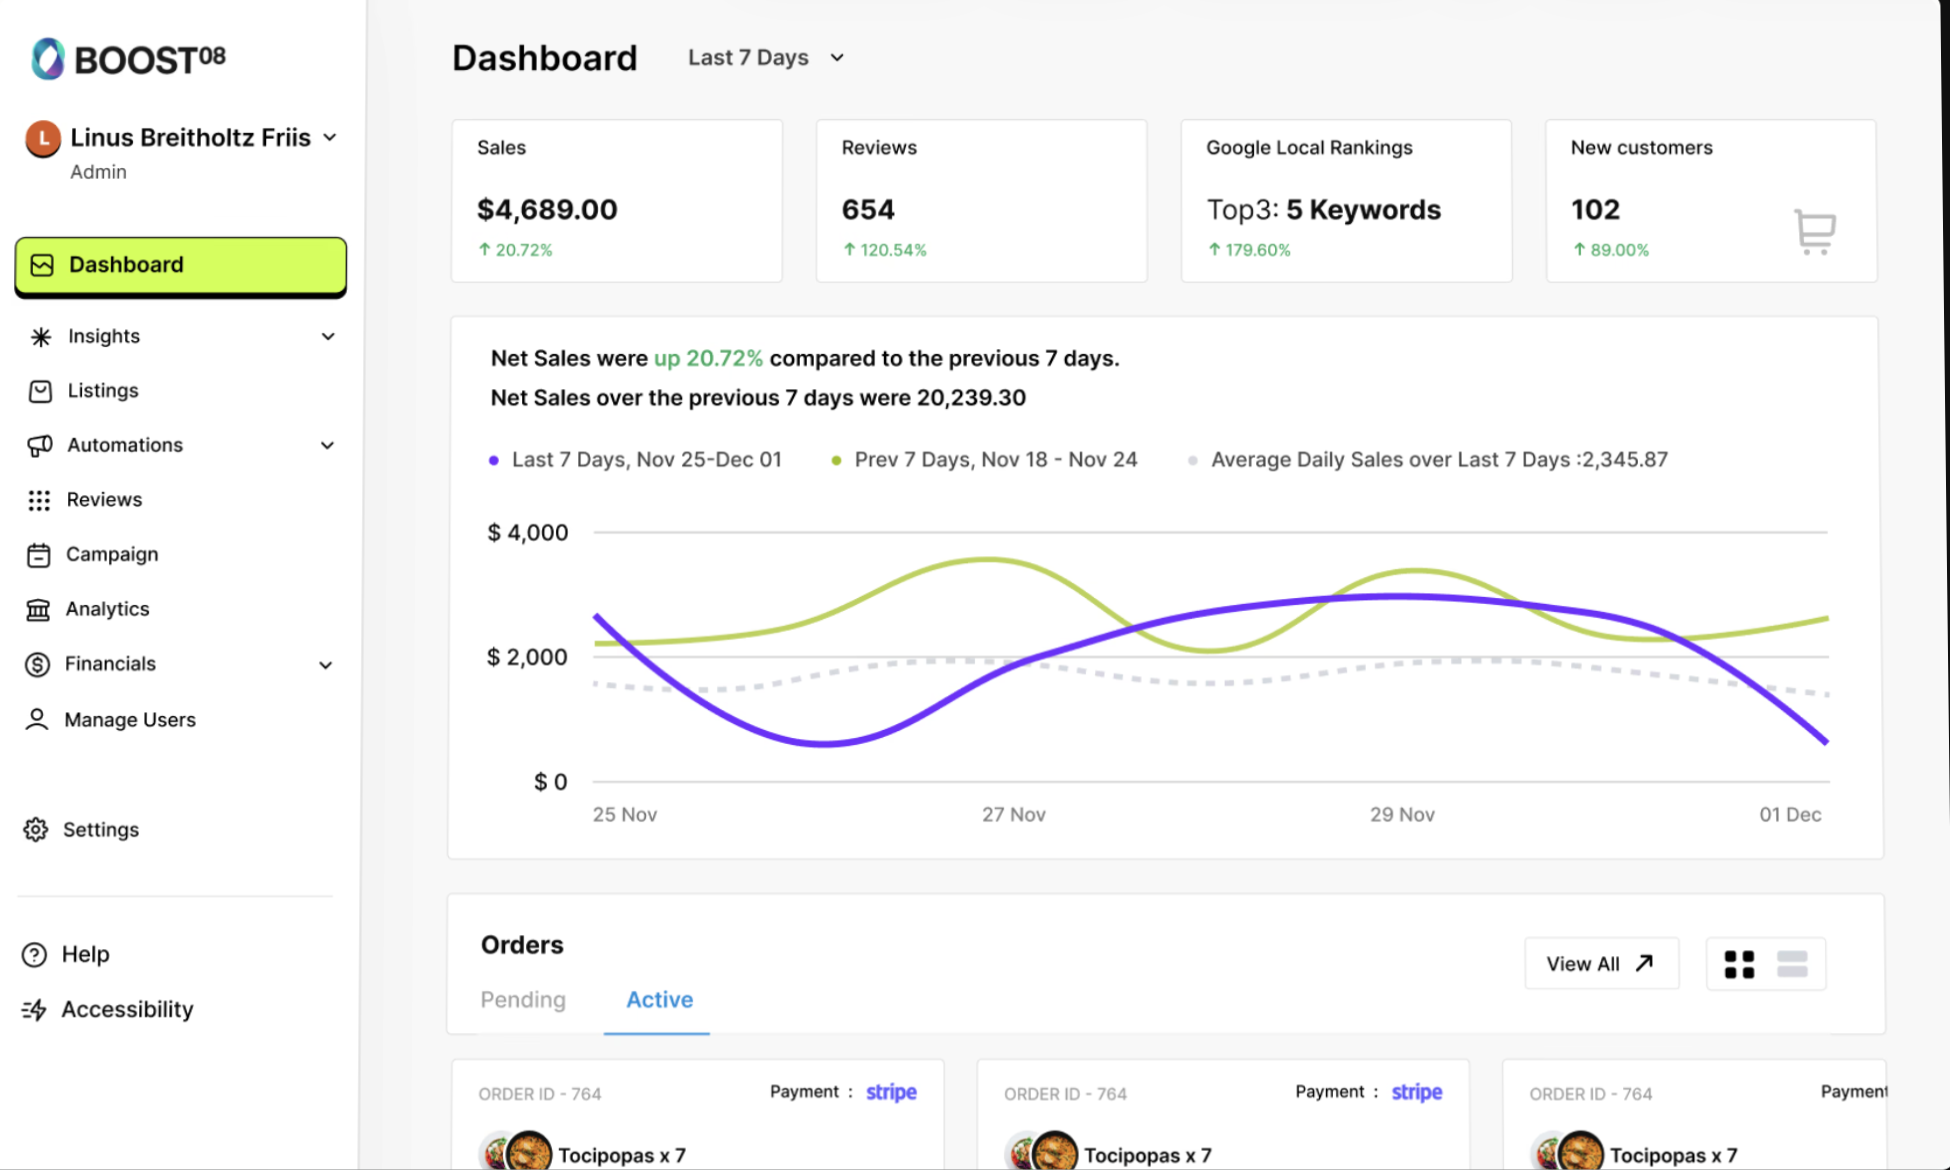 BOOST08
L
Linus Breitholtz Friis
Admin
Dashboard
Insights
Listings
Automations
Reviews
Campaign
Analytics
Financials
Manage Users
Settings
Help
Accessibility
Dashboard
Last 7 Days
Sales
$4,689.00
↑ 20.72%
Reviews
654
↑ 120.54%
Google Local Rankings
Top3: 5 Keywords
↑ 179.60%
New customers
102
↑ 89.00%
Net Sales were up 20.72% compared to the previous 7 days.
Net Sales over the previous 7 days were 20,239.30
Last 7 Days, Nov 25-Dec 01
Prev 7 Days, Nov 18 - Nov 24
Average Daily Sales over Last 7 Days :2,345.87
$ 4,000
$ 2,000
$ 0
25 Nov
27 Nov
29 Nov
01 Dec
Orders
View All
Pending
Active
ORDER ID - 764
Payment : stripe
Tocipopas x 7
ORDER ID - 764
Payment : stripe
Tocipopas x 7
ORDER ID - 764
Payment
Tocipopas x 7